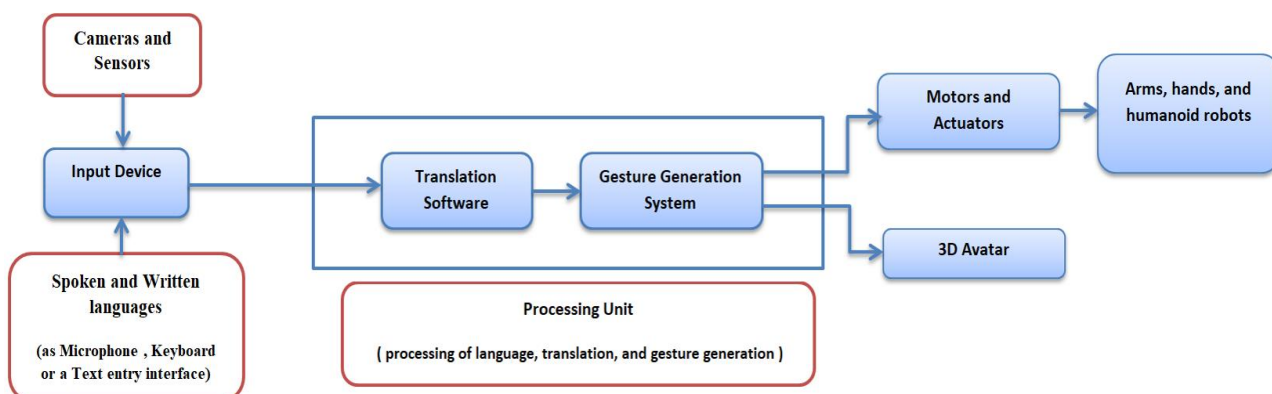 Cameras and
Sensors
Input Device
Spoken and Written
languages
(as Microphone , Keyboard
or a Text entry interface)
Translation
Software
Gesture Generation
System
Processing Unit
( processing of language, translation, and gesture generation )
Motors and
Actuators
Arms, hands, and
humanoid robots
3D Avatar